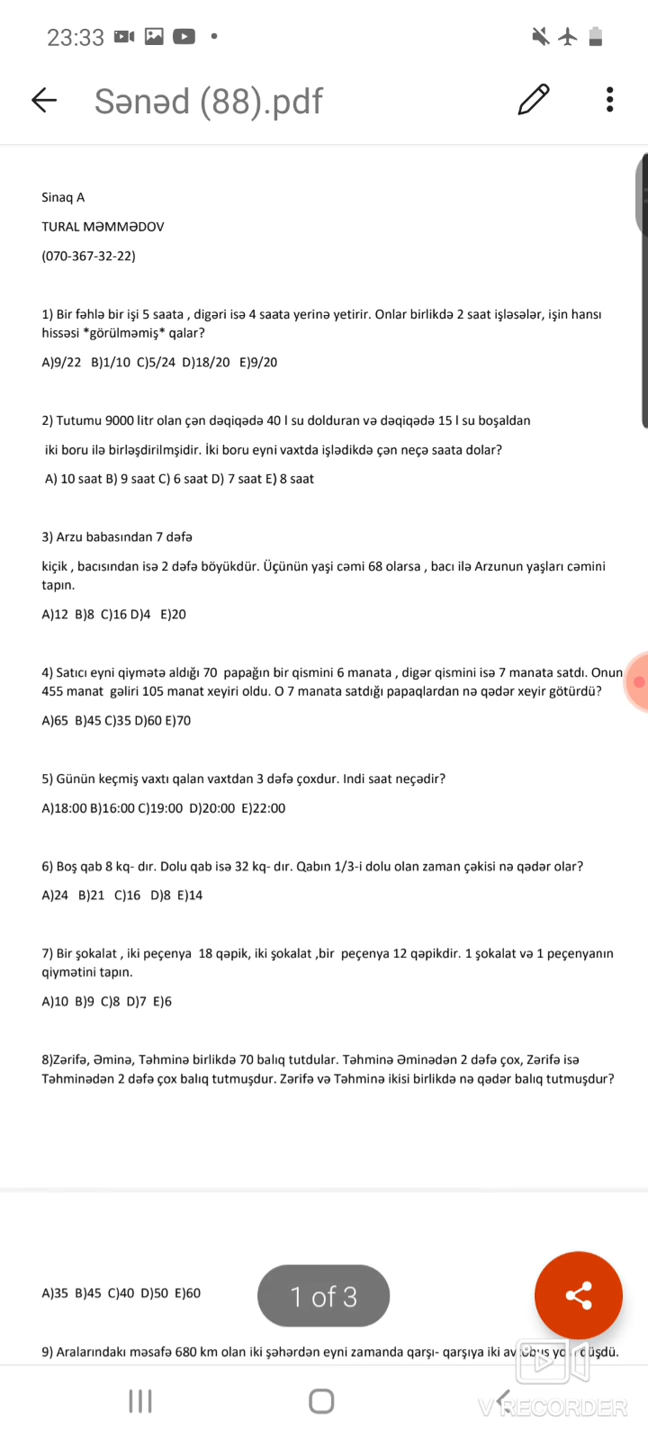 23:33
Sənəd (88).pdf
Sinaq A
TURAL MƏMMƏDOV
(070-367-32-22)
1) Bir fəhlə bir işi 5 saata , digəri isə 4 saata yerinə yetirir. Onlar birlikdə 2 saat işləsələr, işin hansı
hissəsi *görülməmiş* qalar?
A)9/22 B)1/10 C)5/24 D)18/20 E)9/20
2) Tutumu 9000 litr olan çən dəqiqədə 40 l su dolduran və dəqiqədə 15 l su boşaldan
iki boru ilə birləşdirilmşidir. İki boru eyni vaxtda işlədikdə çən neçə saata dolar?
A) 10 saat B) 9 saat C) 6 saat D) 7 saat E) 8 saat
3) Arzu babasından 7 dəfə
kiçik , bacısından isə 2 dəfə böyükdür. Üçünün yaşi cəmi 68 olarsa , bacı ilə Arzunun yaşları cəmini
tapın.
A)12 B)8 C)16 D)4 E)20
4) Satıcı eyni qiymətə aldığı 70 papağın bir qismini 6 manata , digər qismini isə 7 manata satdı. Onun
455 manat gəliri 105 manat xeyiri oldu. O 7 manata satdığı papaqlardan nə qədər xeyir götürdü?
A)65 B)45 C)35 D)60 E)70
5) Günün keçmiş vaxtı qalan vaxtdan 3 dəfə çoxdur. Indi saat neçədir?
A)18:00 B)16:00 C)19:00 D)20:00 E)22:00
6) Boş qab 8 kq- dır. Dolu qab isə 32 kq- dır. Qabın 1/3-i dolu olan zaman çəkisi nə qədər olar?
A)24 B)21 C)16 D)8 E)14
7) Bir şokalat , iki peçenya 18 qəpik, iki şokalat ,bir peçenya 12 qəpikdir. 1 şokalat və 1 peçenyanın
qiymətini tapın.
A)10 B)9 C)8 D)7 E)6
8)Zərifə, Əminə, Təhminə birlikdə 70 balıq tutdular. Təhminə Əminədən 2 dəfə çox, Zərifə isə
Təhminədən 2 dəfə çox balıq tutmuşdur. Zərifə və Təhminə ikisi birlikdə nə qədər balıq tutmuşdur?
A)35 B)45 C)40 D)50 E)60
1 of 3
9) Aralarındakı məsafə 680 km olan iki şəhərdən eyni zamanda qarşı- qarşıya iki
V RECORDER